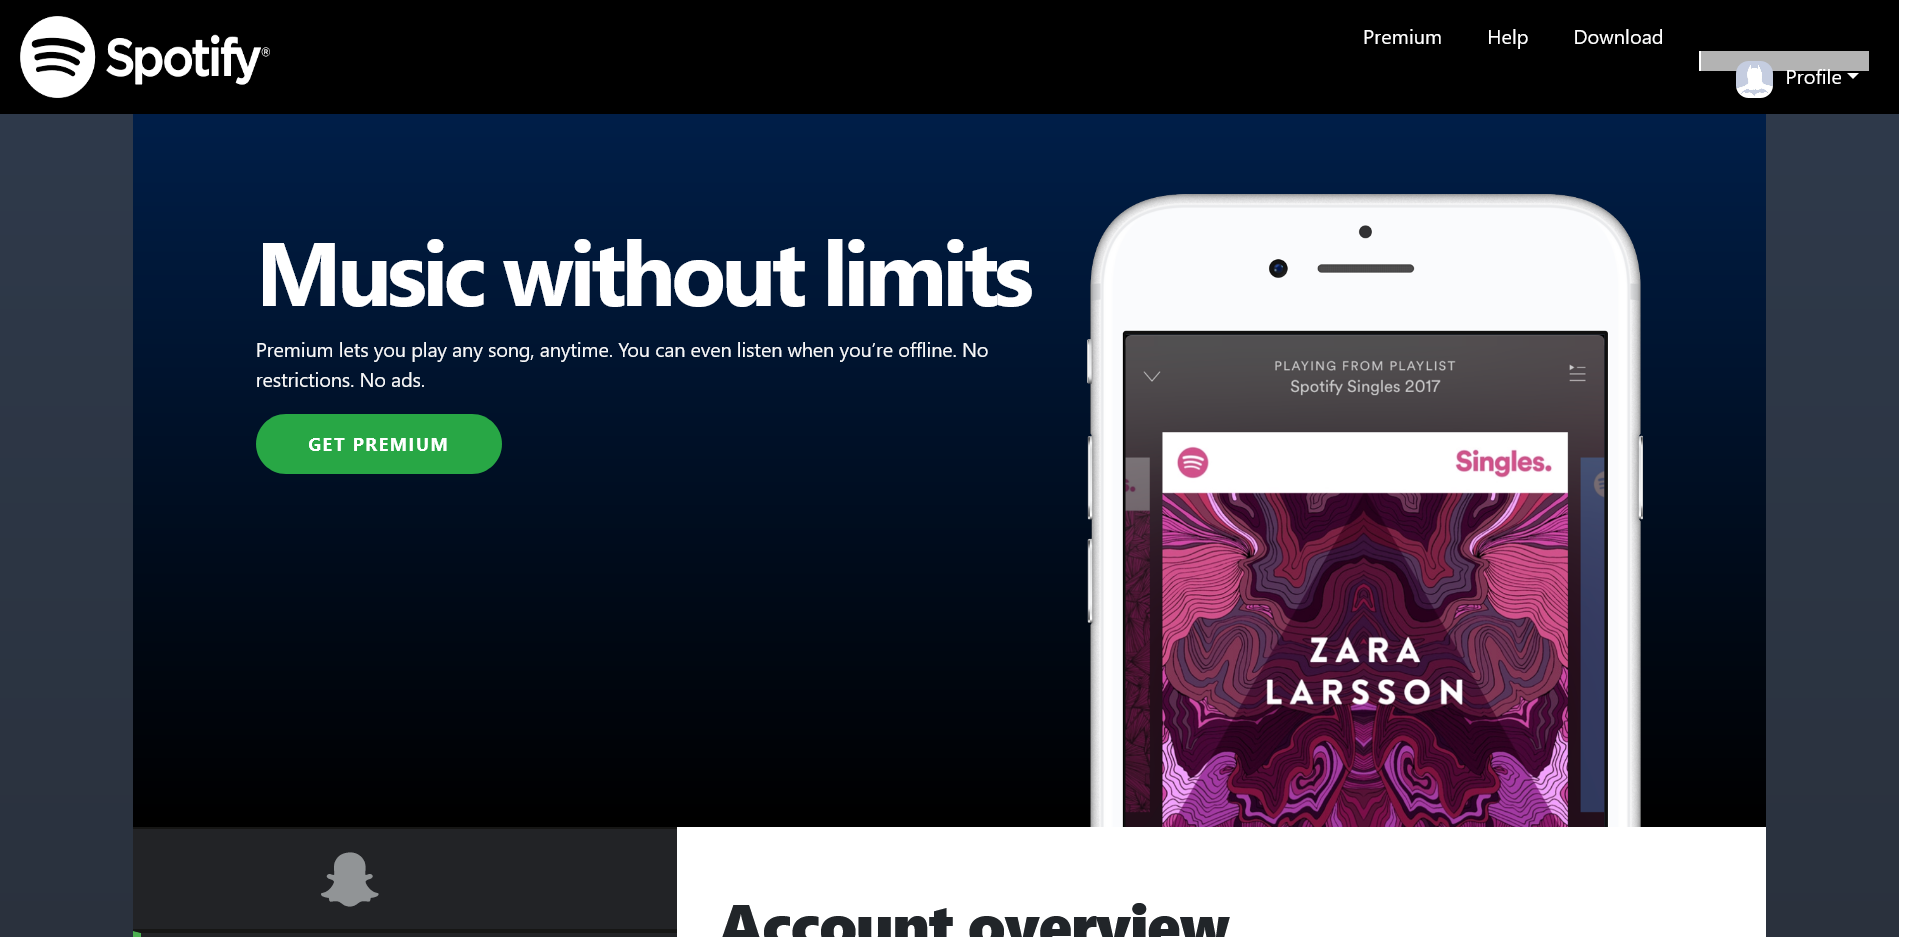 Spotify®
Premium
Help
Download
Profile
Music without limits
Premium lets you play any song, anytime. You can even listen when you’re offline. No
restrictions. No ads.
GET PREMIUM
PLAYING FROM PLAYLIST
Spotify Singles 2017
Singles.
ZARA
LARSSON
Account overview